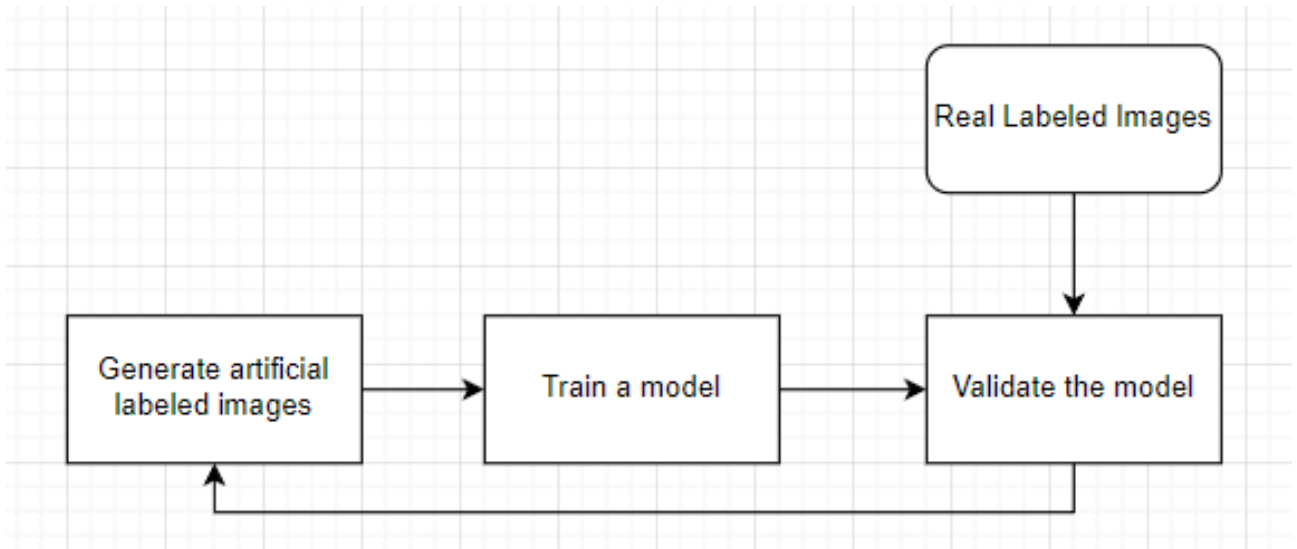 Real Labeled Images
Generate artificial
labeled images
Train a model
Validate the model